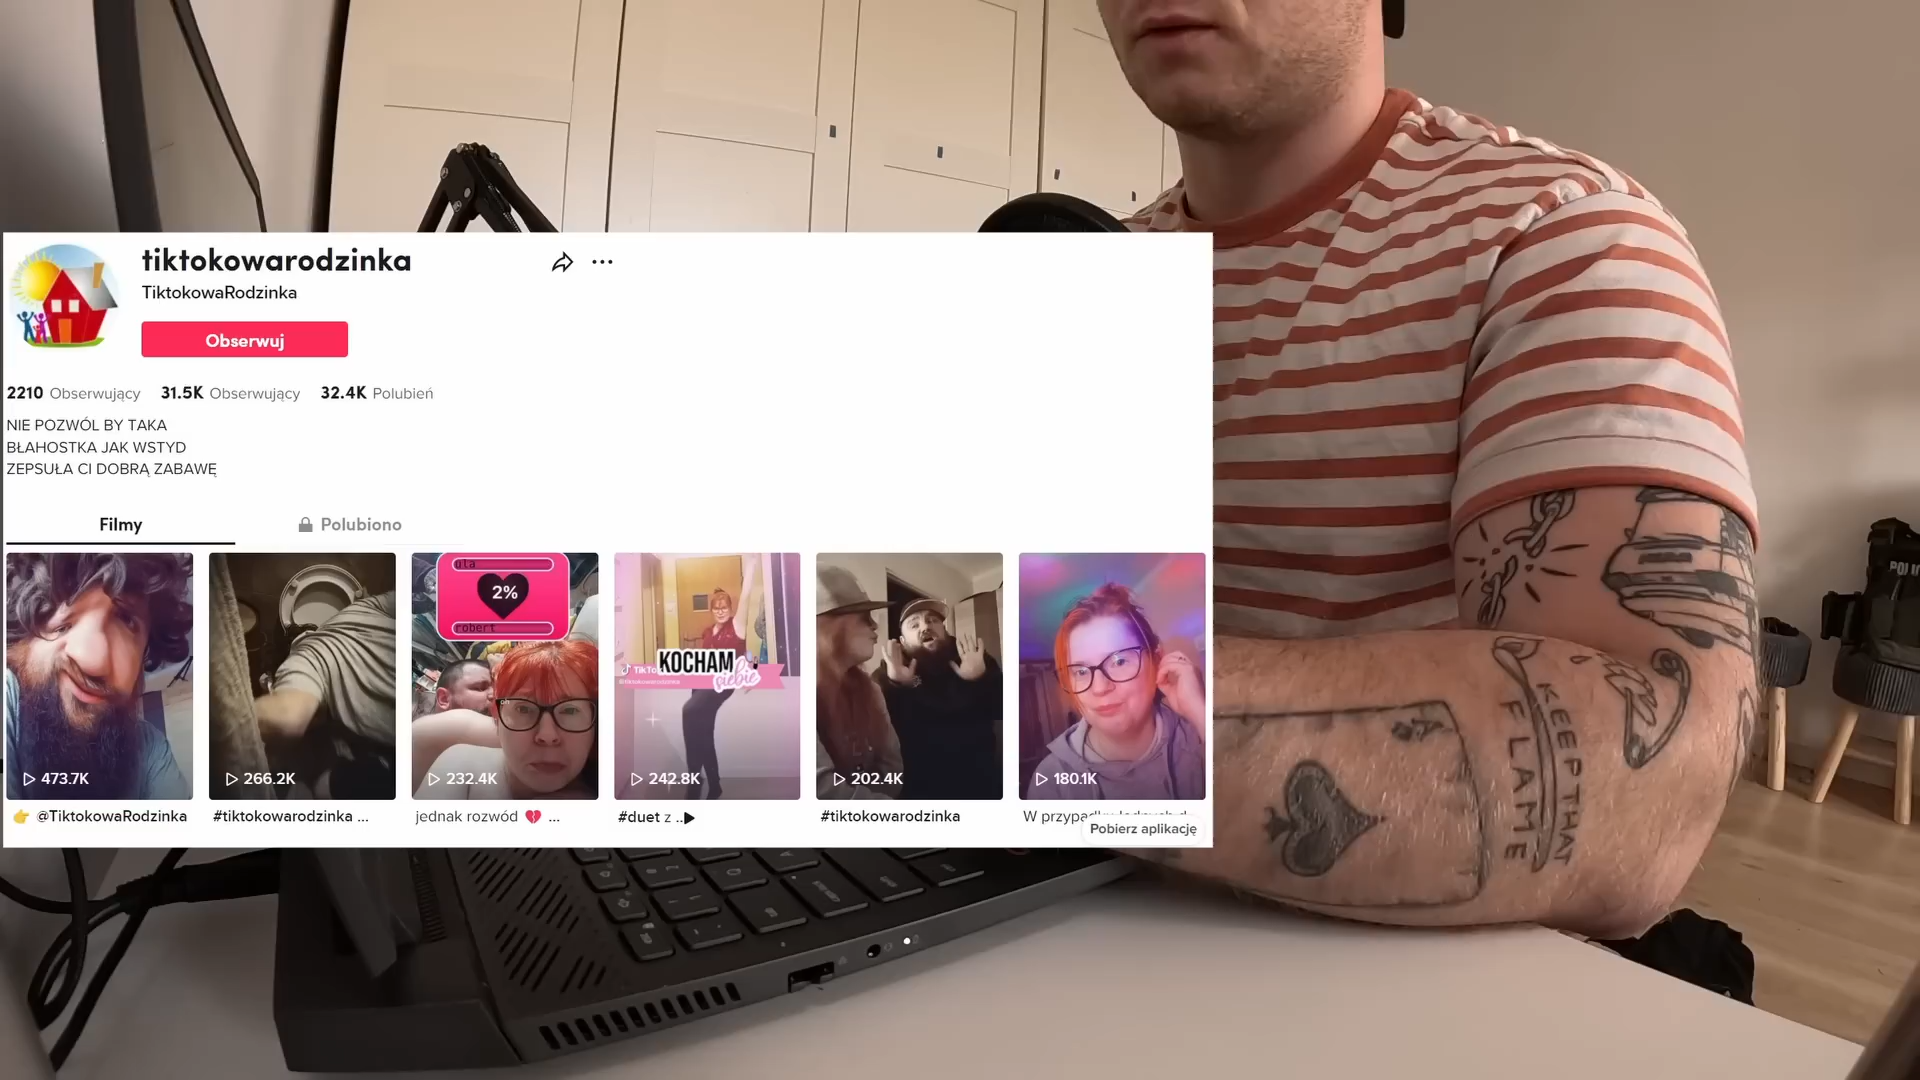 tiktokowarodzinka
TiktokowaRodzinka
Obserwuj
2210 Obserwujący 31.5K Obserwujący 32.4K Polubień
NIE POZWÓL BY TAKA
BŁAHOSTKA JAK WSTYD
ZEPSUŁA CI DOBRĄ ZABAWĘ
Filmy
Polubiono
2%
robert
KOCHAM
siebie
473.7K
266.2K
232.4K
242.8K
202.4K
180.1K
@TiktokowaRodzinka
#tiktokowarodzinka ...
jednak rozwód ...
#duet z ..
#tiktokowarodzinka
W
Pobierz aplikację
KEEP THAT
FLAME
A